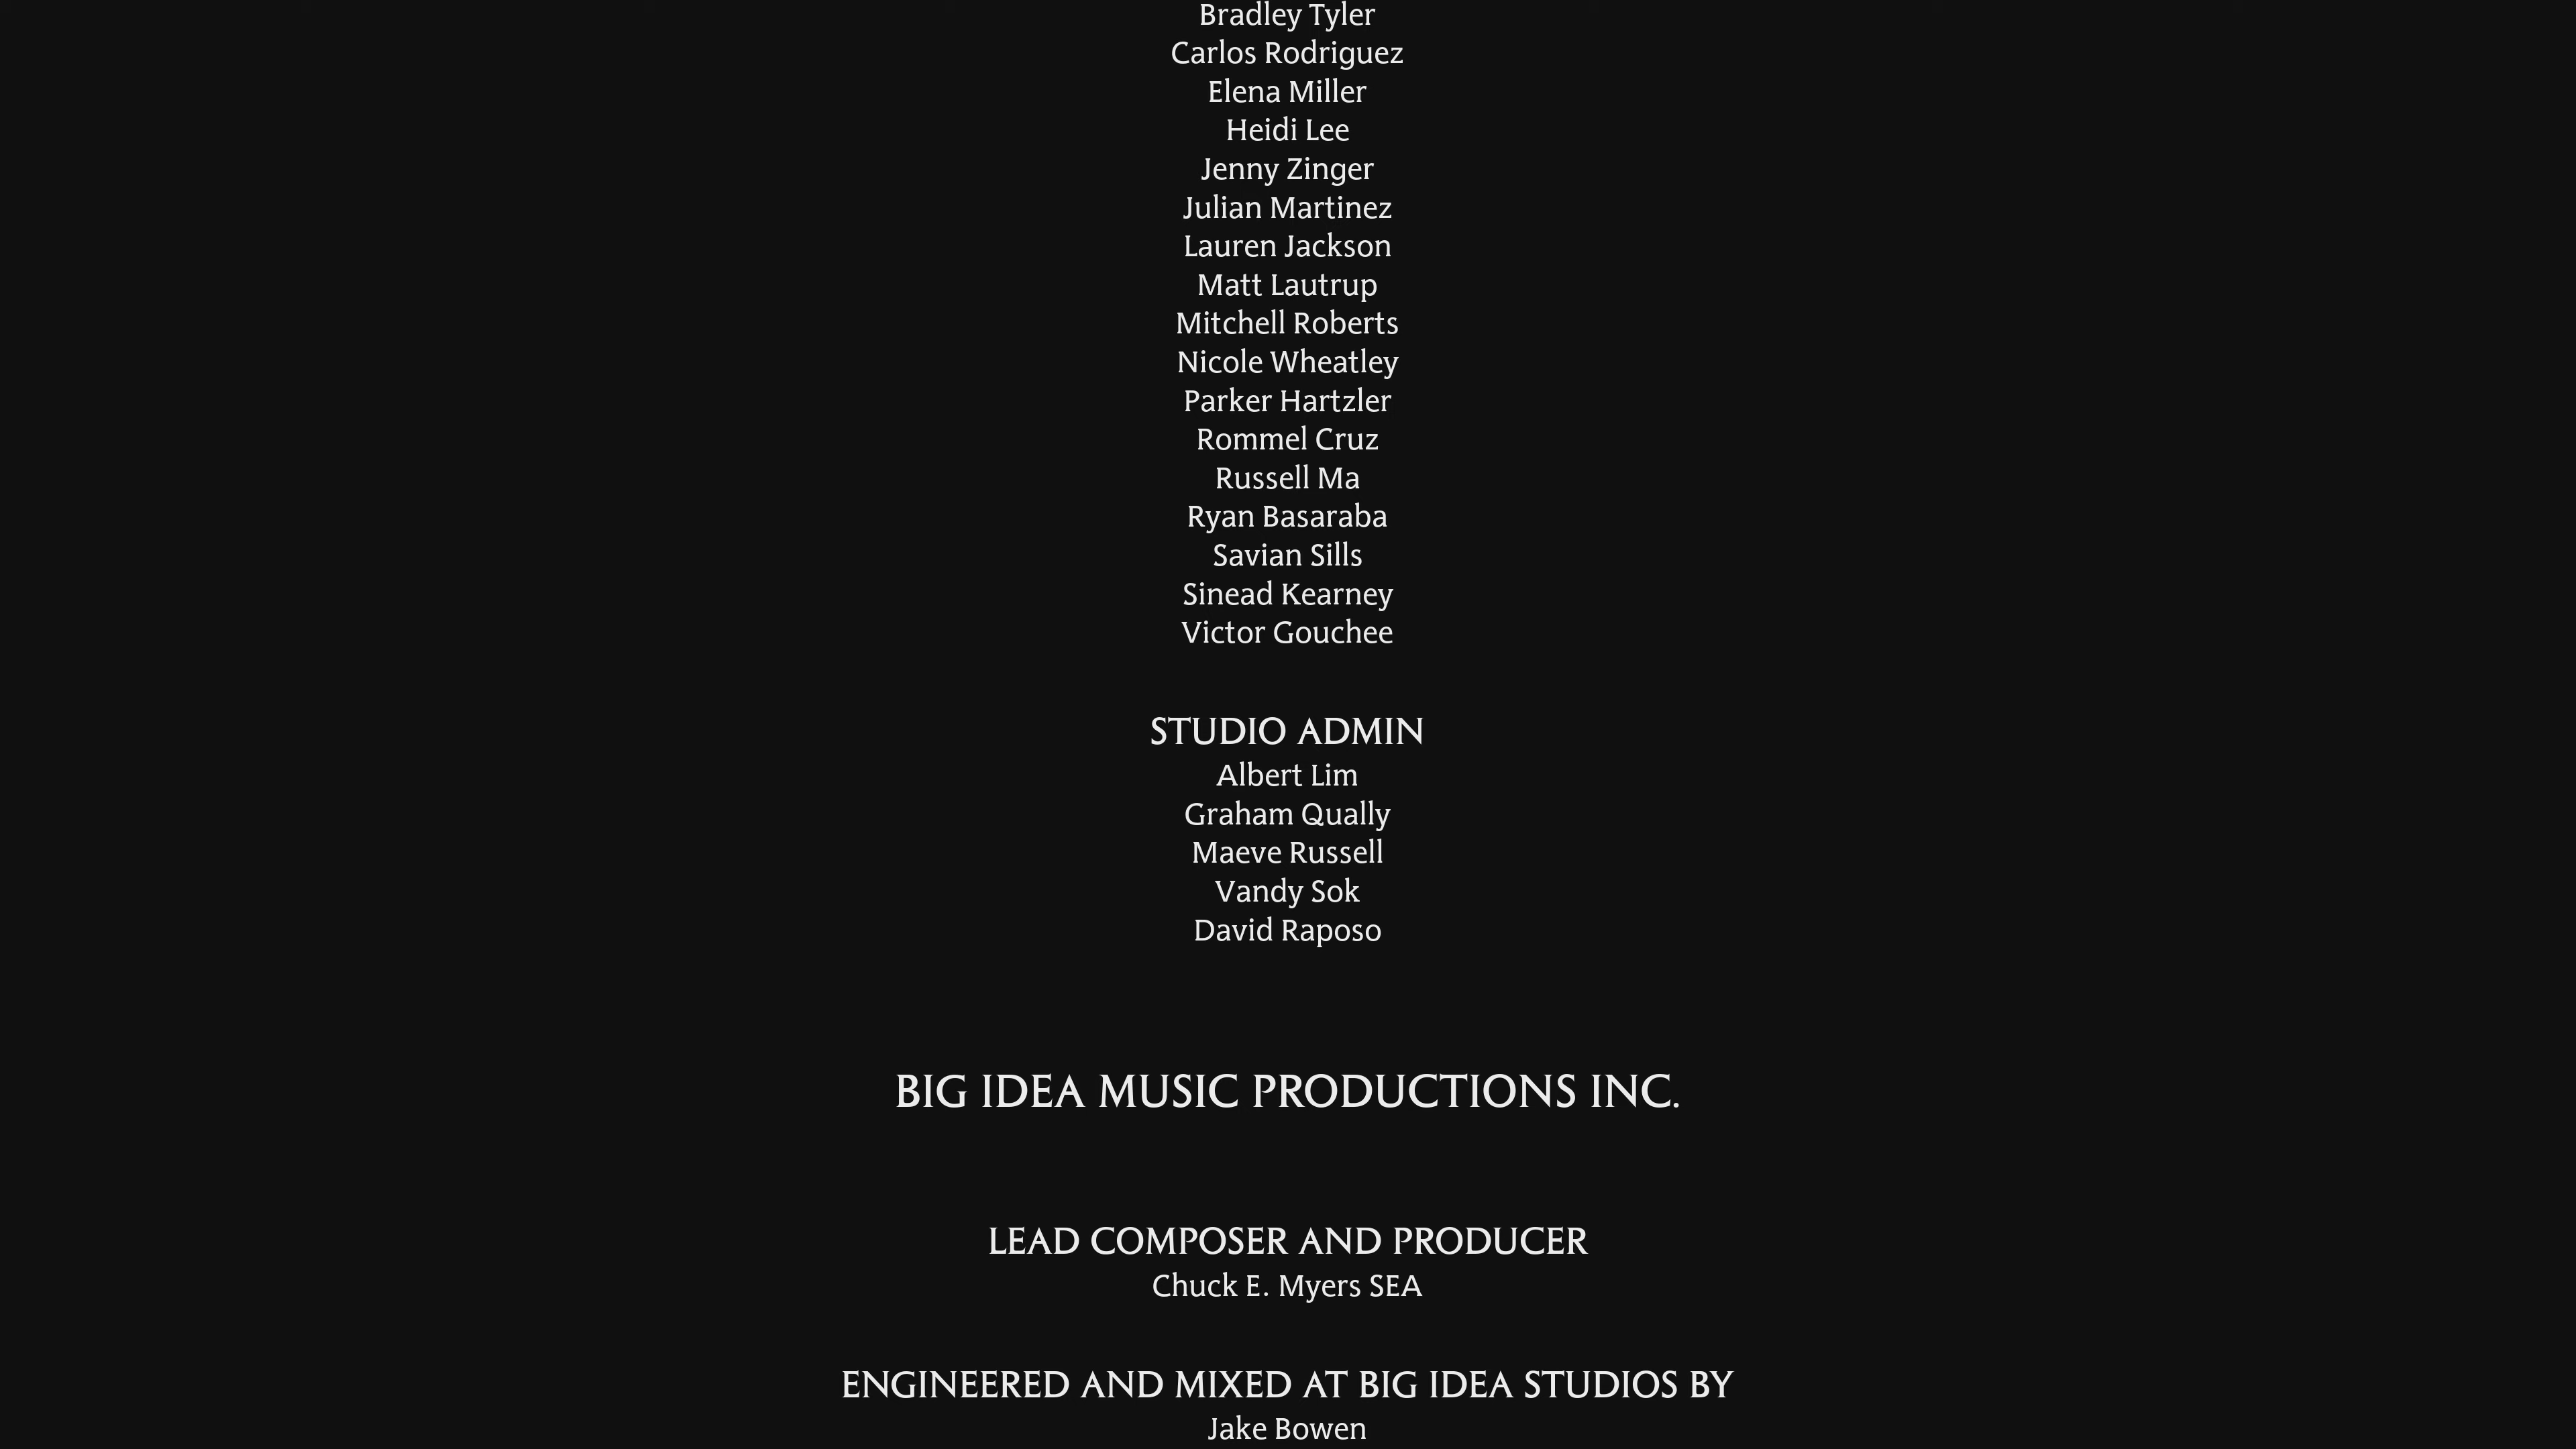 Bradley Tyler
Carlos Rodriguez
Elena Miller
Heidi Lee
Jenny Zinger
Julian Martinez
Lauren Jackson
Matt Lautrup
Mitchell Roberts
Nicole Wheatley
Parker Hartzler
Rommel Cruz
Russell Ma
Ryan Basaraba
Savian Sills
Sinead Kearney
Victor Gouchee
STUDIO ADMIN
Albert Lim
Graham Qually
Maeve Russell
Vandy Sok
David Raposo
BIG IDEA MUSIC PRODUCTIONS INC.
LEAD COMPOSER AND PRODUCER
Chuck E. Myers SEA
ENGINEERED AND MIXED AT BIG IDEA STUDIOS BY
Jake Bowen